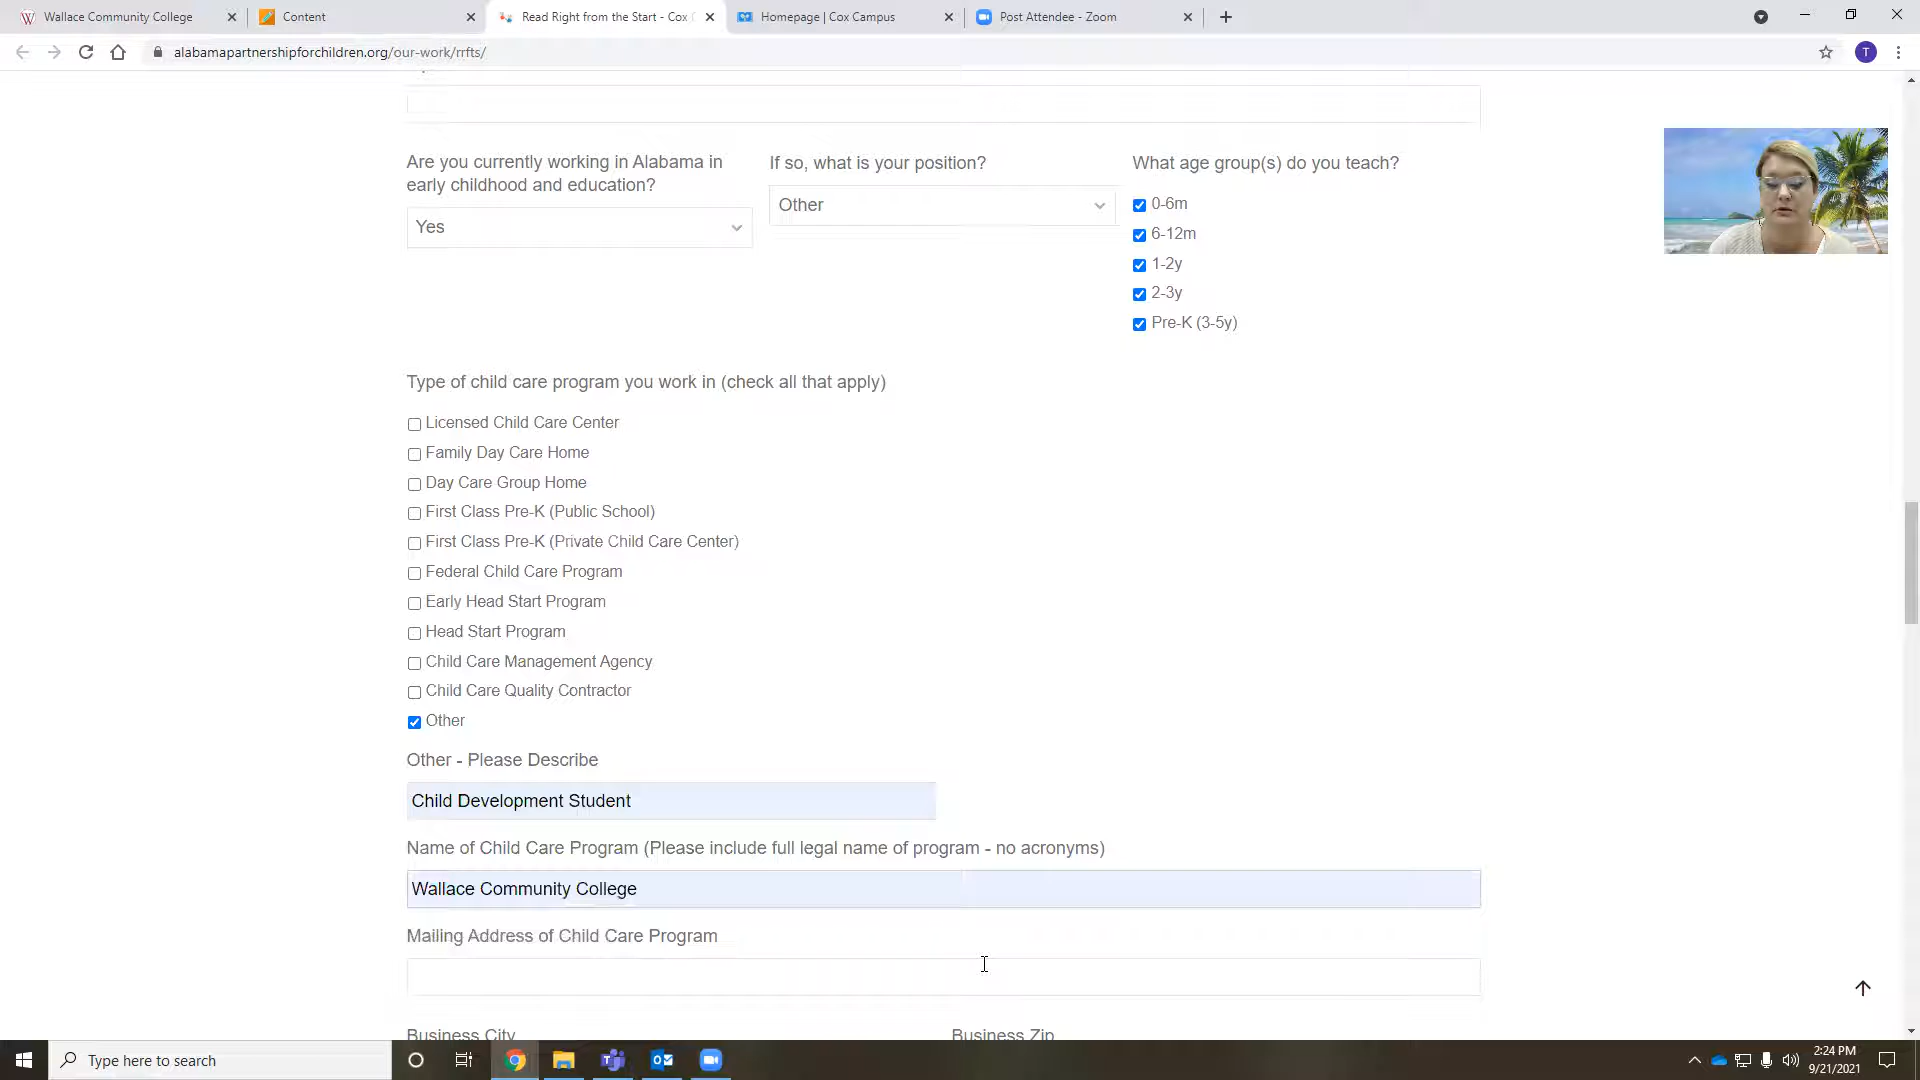 Wallace Community College
Content
Read Right from the Start - Cox C
Homepage | Cox Campus
Post Attendee - Zoom
alabamapartnershipforchildren.org/our-work/rrfts/
T
Are you currently working in Alabama in
early childhood and education?
Yes
If so, what is your position?
Other
What age group(s) do you teach?
0-6m
6-12m
1-2y
2-3y
Pre-K (3-5y)
Type of child care program you work in (check all that apply)
Licensed Child Care Center
Family Day Care Home
Day Care Group Home
First Class Pre-K (Public School)
First Class Pre-K (Private Child Care Center)
Federal Child Care Program
Early Head Start Program
Head Start Program
Child Care Management Agency
Child Care Quality Contractor
Other
Other - Please Describe
Child Development Student
Name of Child Care Program (Please include full legal name of program - no acronyms)
Wallace Community College
Mailing Address of Child Care Program
Business City
Business Zip
Type here to search
2:24 PM
9/21/2021